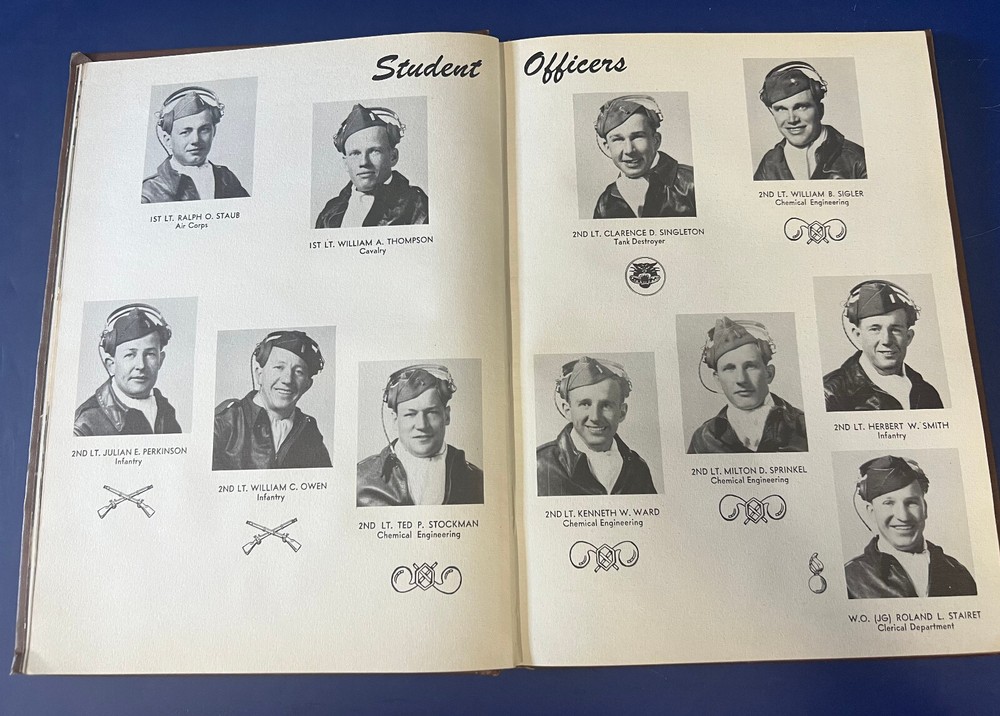 Student Officers
1ST LT. RALPH O. STAUB
Air Corps
1ST LT. WILLIAM A. THOMPSON
Cavalry
2ND LT. JULIAN E. PERKINSON
Infantry
2ND LT. WILLIAM C. OWEN
Infantry
2ND LT. TED P. STOCKMAN
Chemical Engineering
2ND LT. CLARENCE D. SINGLETON
Tank Destroyer
2ND LT. WILLIAM B. SIGLER
Chemical Engineering
2ND LT. KENNETH W. WARD
Chemical Engineering
2ND LT. MILTON D. SPRINKEL
Chemical Engineering
2ND LT. HERBERT W. SMITH
Infantry
W.O. (JG) ROLAND L. STAIRET
Clerical Department